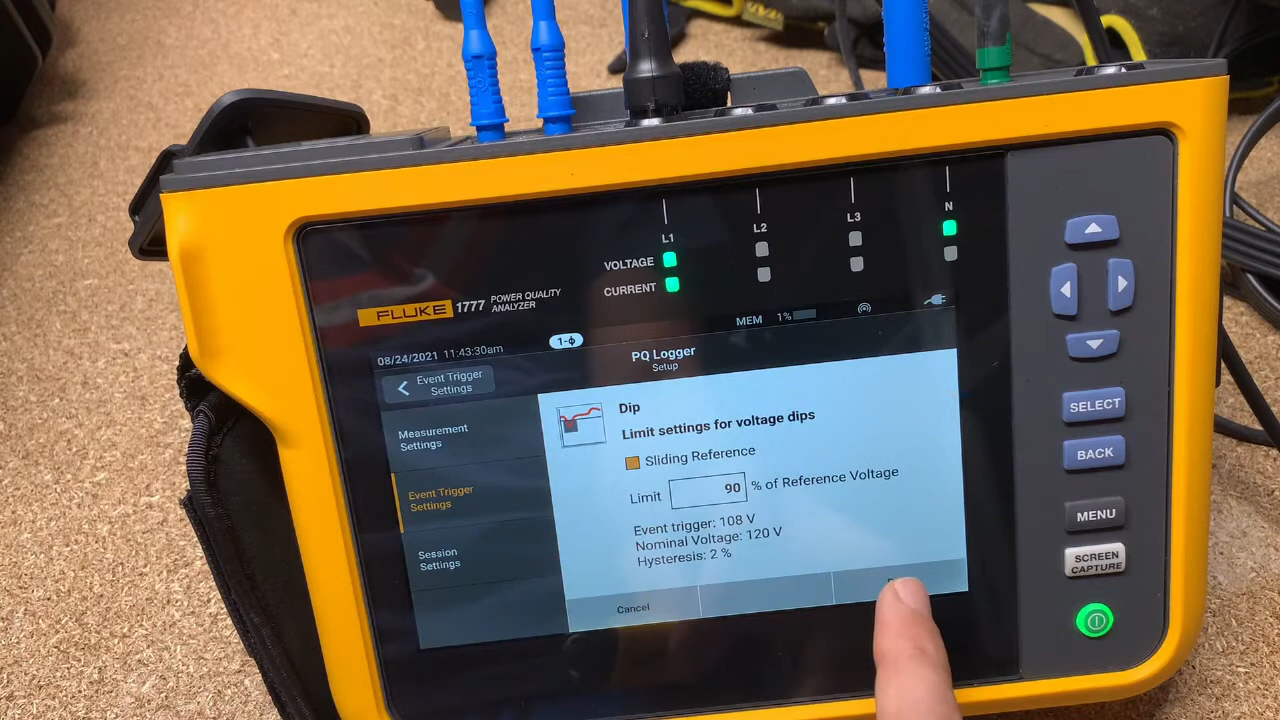 L1
L2
L3
N
VOLTAGE
CURRENT
FLUKE 1777 POWER QUALITY
ANALYZER
08/24/2021 11:43:30am
1-ϕ
MEM 1%
PQ Logger
Setup
Event Trigger
Settings
Measurement
Settings
Event Trigger
Settings
Session
Settings
Dip
Limit settings for voltage dips
Sliding Reference
Limit 90 % of Reference Voltage
Event trigger: 108 V
Nominal Voltage: 120 V
Hysteresis: 2 %
Cancel
SELECT
BACK
MENU
SCREEN
CAPTURE